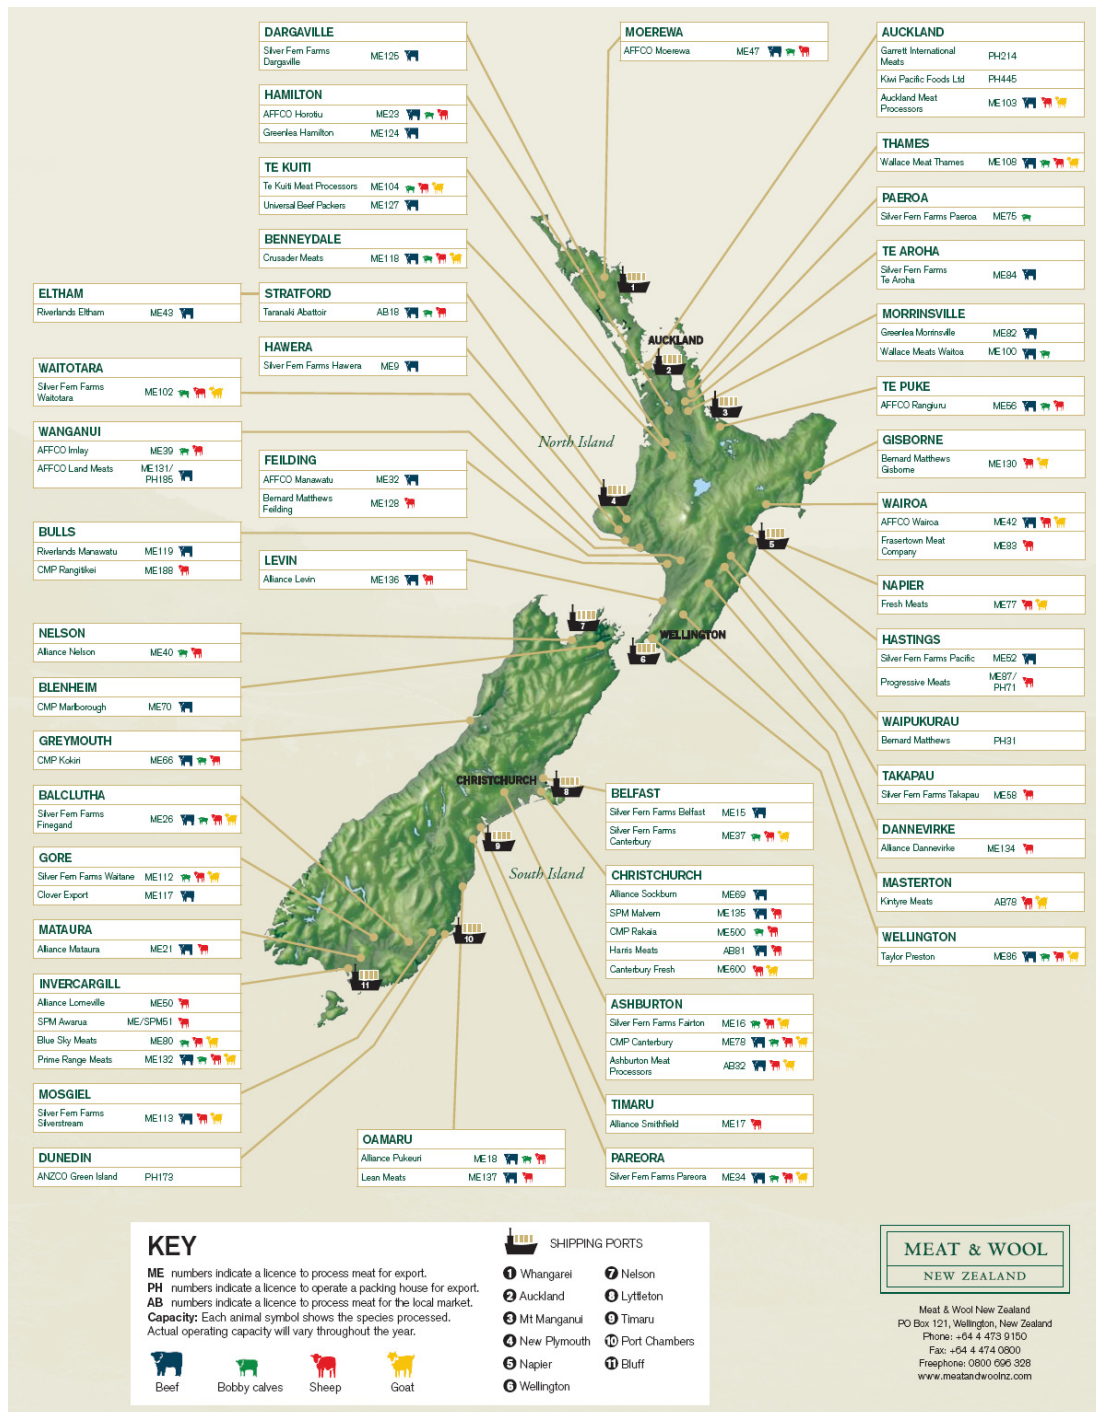 DARGAVILLE
Silver Fern Farms
Dargaville ME125
HAMILTON
AFFCO Horotiu ME23
Greenlea Hamilton ME124
TE KUITI
Te Kuiti Meat Processors ME104
Universal Beef Packers ME127
BENNEYDALE
Crusader Meats ME118
STRATFORD
Taranaki Abattoir AB18
HAWERA
Silver Fern Farms Hawera ME9
MOEREWA
AFFCO Moerewa ME47
AUCKLAND
Garrett International
Meats PH214
Kiwi Pacific Foods Ltd PH445
Auckland Meat
Processors ME103
THAMES
Wallace Meat Thames ME108
PAEROA
Silver Fern Farms Paeroa ME75
TE AROHA
Silver Fern Farms
Te Aroha ME84
MORRINSVILLE
Greenlea Morrinsville ME82
Wallace Meats Waitoa ME100
TE PUKE
AFFCO Rangiuru ME56
GISBORNE
Bernard Matthews
Gisborne ME130
WAIROA
AFFCO Wairoa ME42
Frasertown Meat
Company ME83
NAPIER
Fresh Meats ME77
HASTINGS
Silver Fern Farms Pacific ME52
Progressive Meats ME87/
PH71
WAIPUKURAU
Bernard Matthews PH31
TAKAPAU
Silver Fern Farms Takapau ME58
DANNEVIRKE
Alliance Dannevirke ME134
MASTERTON
Kintyre Meats AB78
WELLINGTON
Taylor Preston ME86
ELTHAM
Riverlands Eltham ME43
WAITOTARA
Silver Fern Farms
Waitotara ME102
WANGANUI
AFFCO Imlay ME39
AFFCO Land Meats ME131/
PH185
FEILDING
AFFCO Manawatu ME32
Bernard Matthews
Feilding ME128
BULLS
Riverlands Manawatu ME119
CMP Rangitikei ME188
LEVIN
Alliance Levin ME136
NELSON
Alliance Nelson ME40
BLENHEIM
CMP Marlborough ME70
GREYMOUTH
CMP Kokiri ME66
BALCLUTHA
Silver Fern Farms
Finegand ME26
GORE
Silver Fern Farms Waitane ME112
Clover Export ME117
MATAURA
Alliance Mataura ME21
INVERCARGILL
Alliance Lorneville ME50
SPM Awarua ME/SPM51
Blue Sky Meats ME80
Prime Range Meats ME132
MOSGIEL
Silver Fern Farms
Silverstream ME113
DUNEDIN
ANZCO Green Island PH173
OAMARU
Alliance Pukeuri ME18
Lean Meats ME137
BELFAST
Silver Fern Farms Belfast ME15
Silver Fern Farms
Canterbury ME37
CHRISTCHURCH
Alliance Sockburn ME69
SPM Malvern ME135
CMP Rakaia ME500
Harris Meats AB81
Canterbury Fresh ME600
ASHBURTON
Silver Fern Farms Fairton ME16
CMP Canterbury ME78
Ashburton Meat
Processors AB32
TIMARU
Alliance Smithfield ME17
PAREORA
Silver Fern Farms Pareora ME34
1
AUCKLAND
2
3
North Island
4
5
WELLINGTON
6
7
CHRISTCHURCH
8
9
South Island
10
11
KEY
ME numbers indicate a licence to process meat for export.
PH numbers indicate a licence to operate a packing house for export.
AB numbers indicate a licence to process meat for the local market.
Capacity: Each animal symbol shows the species processed.
Actual operating capacity will vary throughout the year.
Beef Bobby calves Sheep Goat
SHIPPING PORTS
1 Whangarei
2 Auckland
3 Mt Manganui
4 New Plymouth
5 Napier
6 Wellington
7 Nelson
8 Lyttleton
9 Timaru
10 Port Chambers
11 Bluff
MEAT & WOOL
NEW ZEALAND
Meat & Wool New Zealand
PO Box 121, Wellington, New Zealand
Phone: +64 4 473 9150
Fax: +64 4 474 0800
Freephone: 0800 696 328
www.meatandwoolnz.com